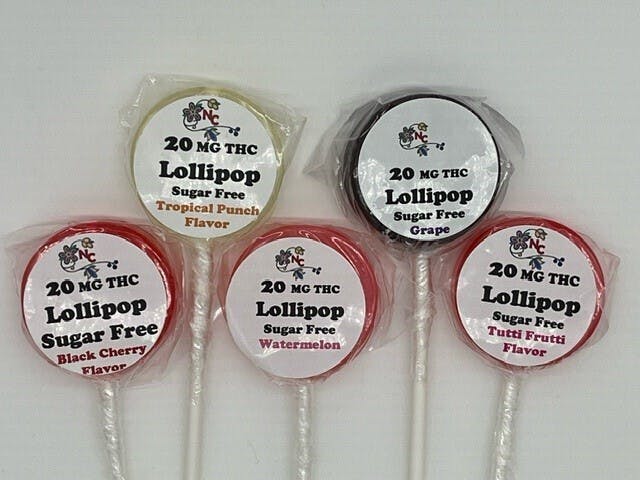 NC
20 MG THC
Lollipop
Sugar Free
Tropical Punch
Flavor
NC
20 MG THC
Lollipop
Sugar Free
Grape
NC
20 MG THC
Lollipop
Sugar Free
Black Cherry
Flavor
NC
20 MG THC
Lollipop
Sugar Free
Watermelon
NC
20 MG THC
Lollipop
Sugar Free
Tutti Frutti
Flavor